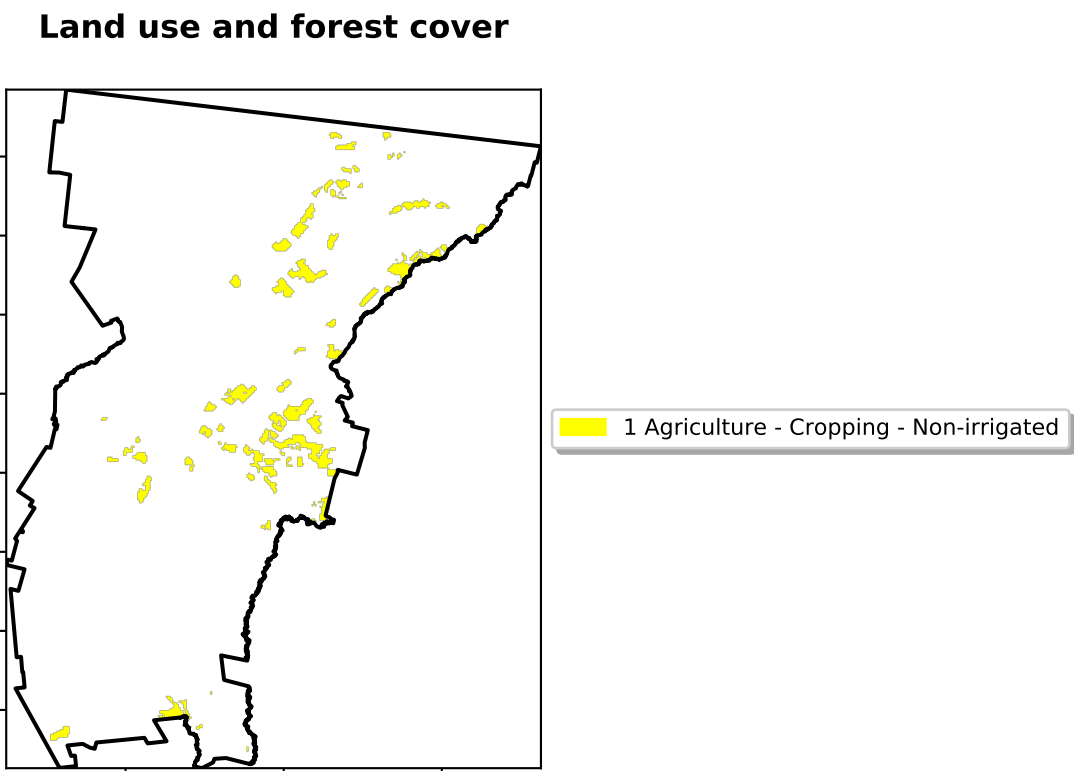 Land use and forest cover
1 Agriculture - Cropping - Non-irrigated